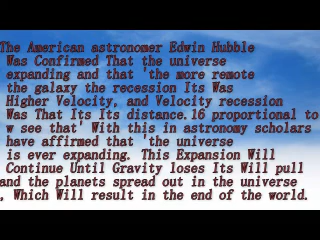 The American astronomer Edwin Hubble
Was Confirmed That the universe
expanding and that 'the more remote
the galaxy the recession Its Was
Higher Velocity, and Velocity recession
Was That Its Its distance.16 proportional to
w see that' With this in astronomy scholars
have affirmed that 'the universe
is ever expanding. This Expansion Will
Continue Until Gravity loses Its Will pull
and the planets spread out in the universe
, Which Will result in the end of the world.